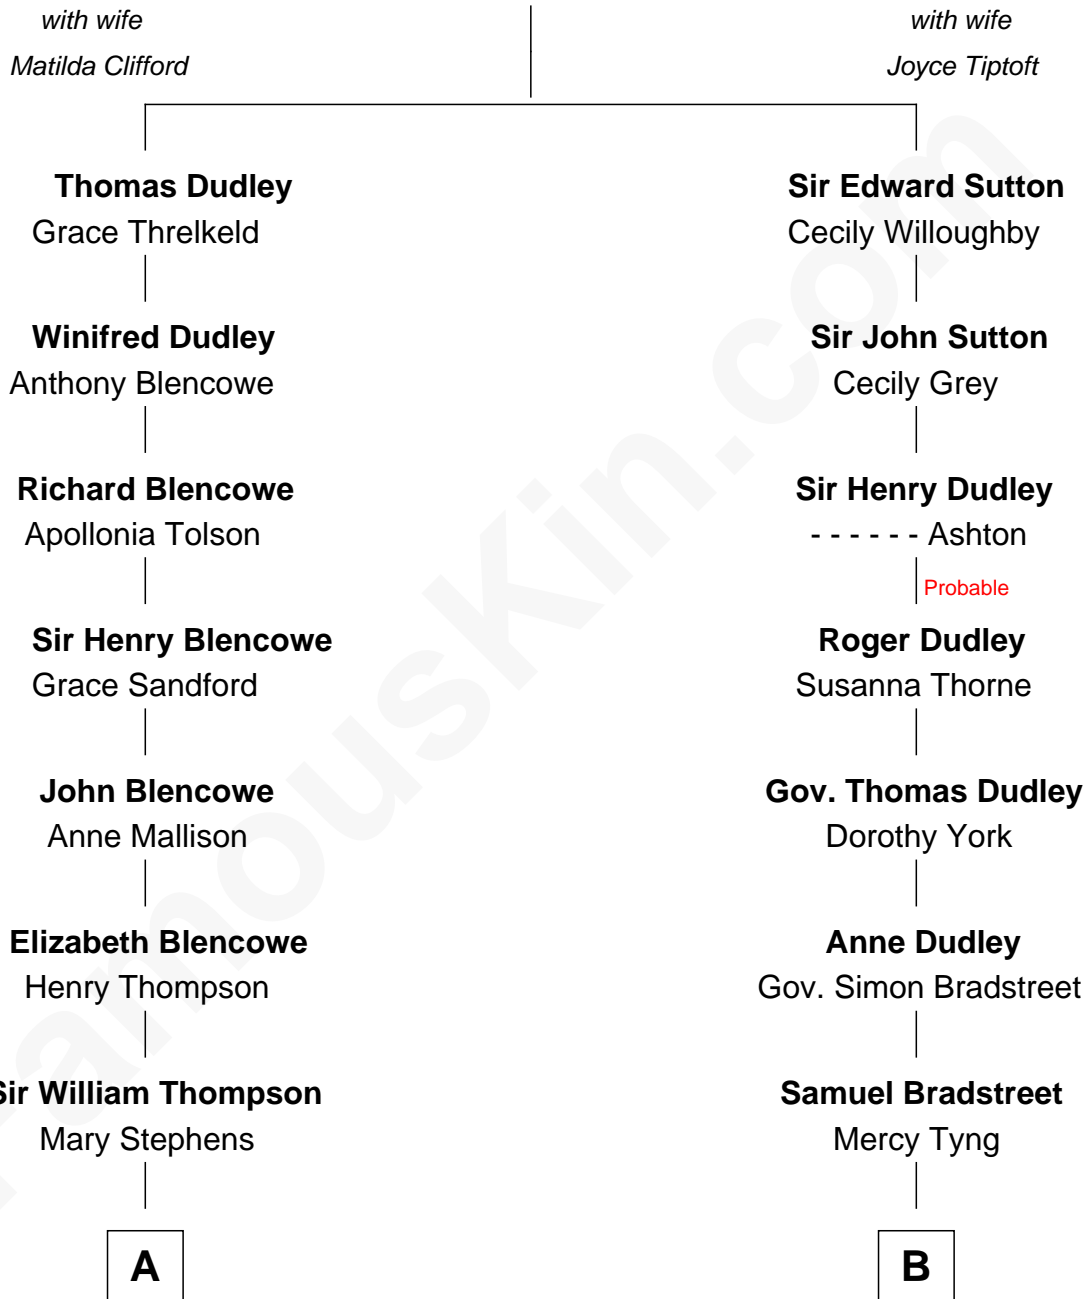 with wife
Matilda Clifford
with wife
Joyce Tiptoft
Thomas Dudley
Grace Threlkeld
Sir Edward Sutton
Cecily Willoughby
Winifred Dudley
Anthony Blencowe
Sir John Sutton
Cecily Grey
Richard Blencowe
Apollonia Tolson
Sir Henry Dudley
- - - - - - Ashton
Probable
Sir Henry Blencowe
Grace Sandford
Roger Dudley
Susanna Thorne
John Blencowe
Anne Mallison
Gov. Thomas Dudley
Dorothy York
Elizabeth Blencowe
Henry Thompson
Anne Dudley
Gov. Simon Bradstreet
Sir William Thompson
Mary Stephens
Samuel Bradstreet
Mercy Tyng
A
B
FamousKin.com